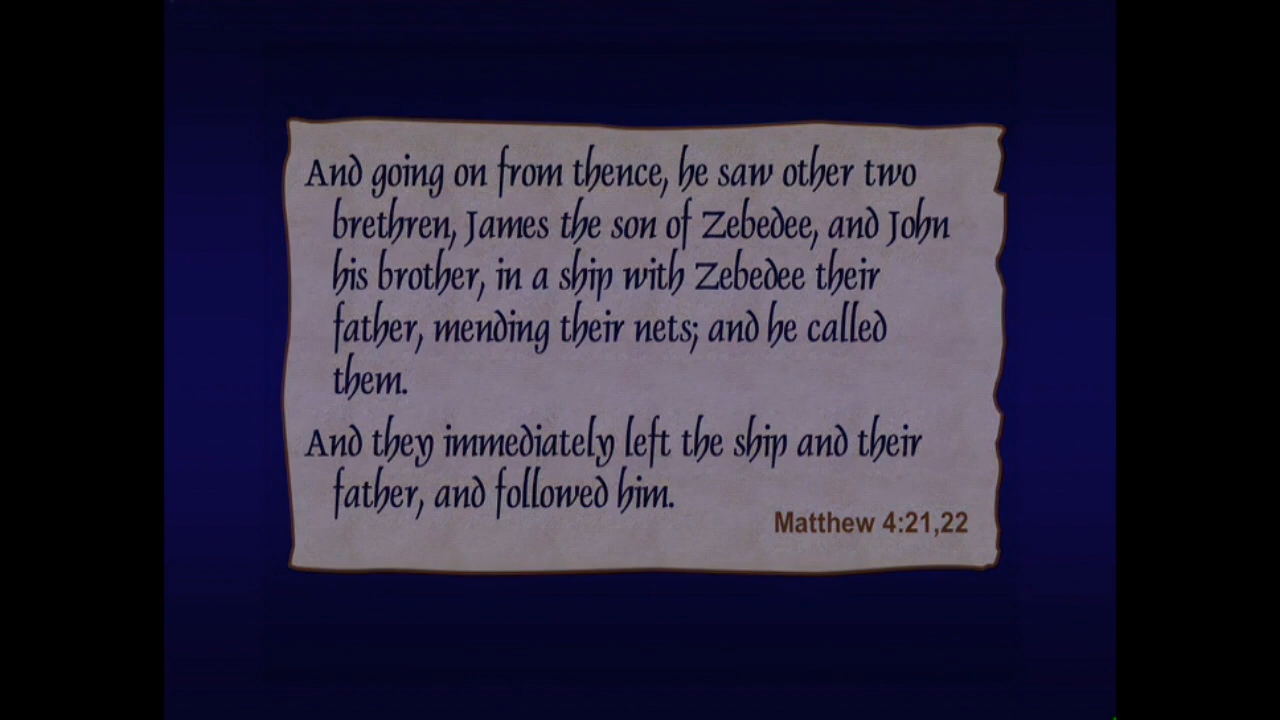 And going on from thence, he saw other two
brethren, James the son of Zebedee, and John
his brother, in a ship with Zebedee their
father, mending their nets; and he called
them.
And they immediately left the ship and their
father, and followed him.
Matthew 4:21,22